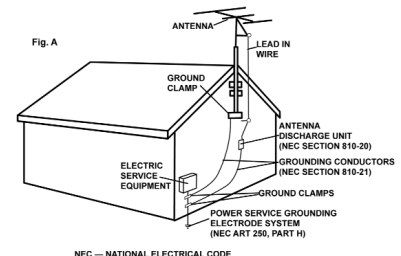 ANTENNA
Fig. A
LEAD IN
WIRE
GROUND
CLAMP
ANTENNA
DISCHARGE UNIT
(NEC SECTION 810-20)
ELECTRIC
SERVICE
EQUIPMENT
GROUNDING CONDUCTORS
(NEC SECTION 810-21)
GROUND CLAMPS
POWER SERVICE GROUNDING
ELECTRODE SYSTEM
(NEC ART 250, PART H)
NEC — NATIONAL ELECTRICAL CODE